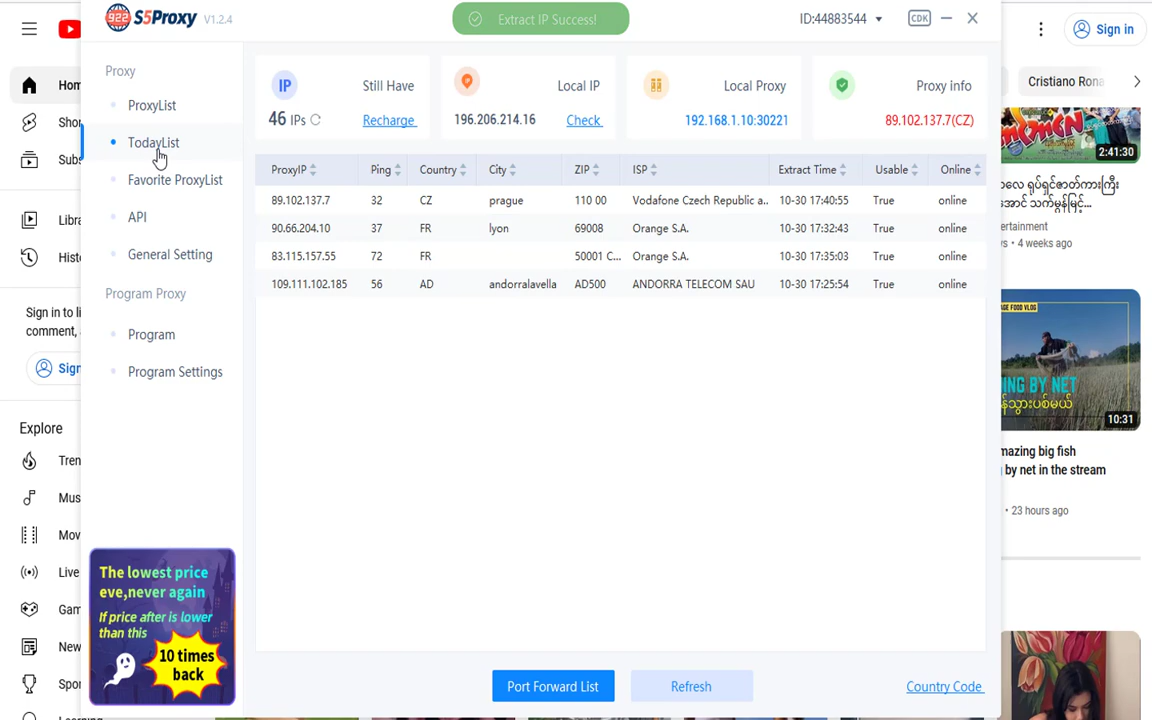 922 S5Proxy V1.2.4
Extract IP Success!
ID:44883544
CDK
Sign in
Proxy
ProxyList
TodayList
Favorite ProxyList
API
General Setting
Program Proxy
Program
Program Settings
IP
Still Have
46 IPs
Recharge
Local IP
196.206.214.16
Check
Local Proxy
192.168.1.10:30221
Proxy info
89.102.137.7(CZ)
ProxyIP Ping Country City ZIP ISP Extract Time Usable Online
89.102.137.7 32 CZ prague 110 00 Vodafone Czech Republic a.. 10-30 17:40:55 True online
90.66.204.10 37 FR lyon 69008 Orange S.A. 10-30 17:32:43 True online
83.115.157.55 72 FR 50001 C... Orange S.A. 10-30 17:35:03 True online
109.111.102.185 56 AD andorralavella AD500 ANDORRA TELECOM SAU 10-30 17:25:54 True online
Port Forward List
Refresh
Country Code
The lowest price
eve,never again
If price after is lower
than this
10 times
back
Hom
Shor
Subs
Libra
Histo
Sign in to li
comment,
Sign
Explore
Tren
Mus
Mov
Live
Gam
New
Spor
Cristiano Rona
2:41:30
ertainment
s • 4 weeks ago
AGE FOOD VLOG
ING BY NET
10:31
mazing big fish
by net in the stream
• 23 hours ago